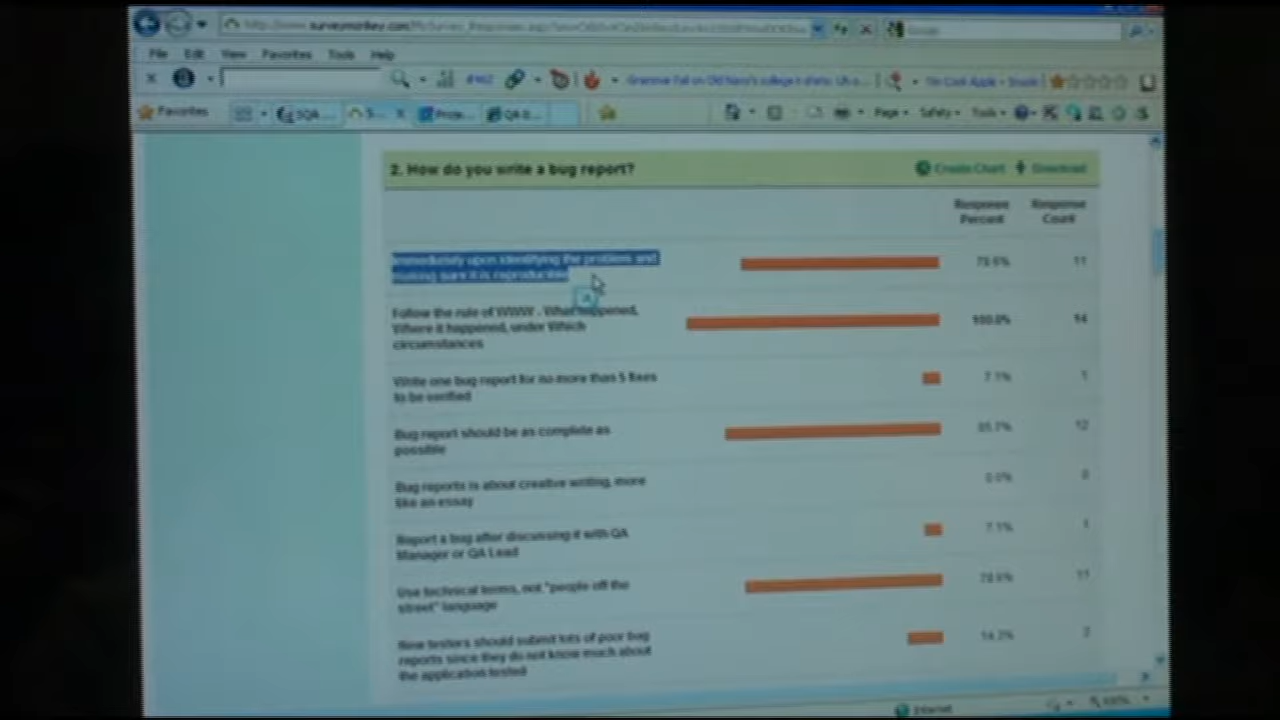 File Edit View Favorites Tools Help
Favorites SQA ... QA B... Page Safety Tools
2. How do you write a bug report? Create Chart Download
Response Response
Percent Count
Immediately upon identifying the problem and 78.6% 11
making sure it is reproducible
Follow the rule of WWW - What happened, 100.0% 14
Where it happened, under Which
circumstances
Write one bug report for no more than 5 fixes 7.1% 1
to be verified
Bug report should be as complete as 85.7% 12
possible
Bug reports is about creative writing, more 0.0% 0
like an essay
Report a bug after discussing it with QA 7.1% 1
Manager or QA Lead
Use technical terms, not "people off the 78.6% 11
street" language
New testers should submit lots of poor bug 14.3% 2
reports since they do not know much about
the application tested
Internet